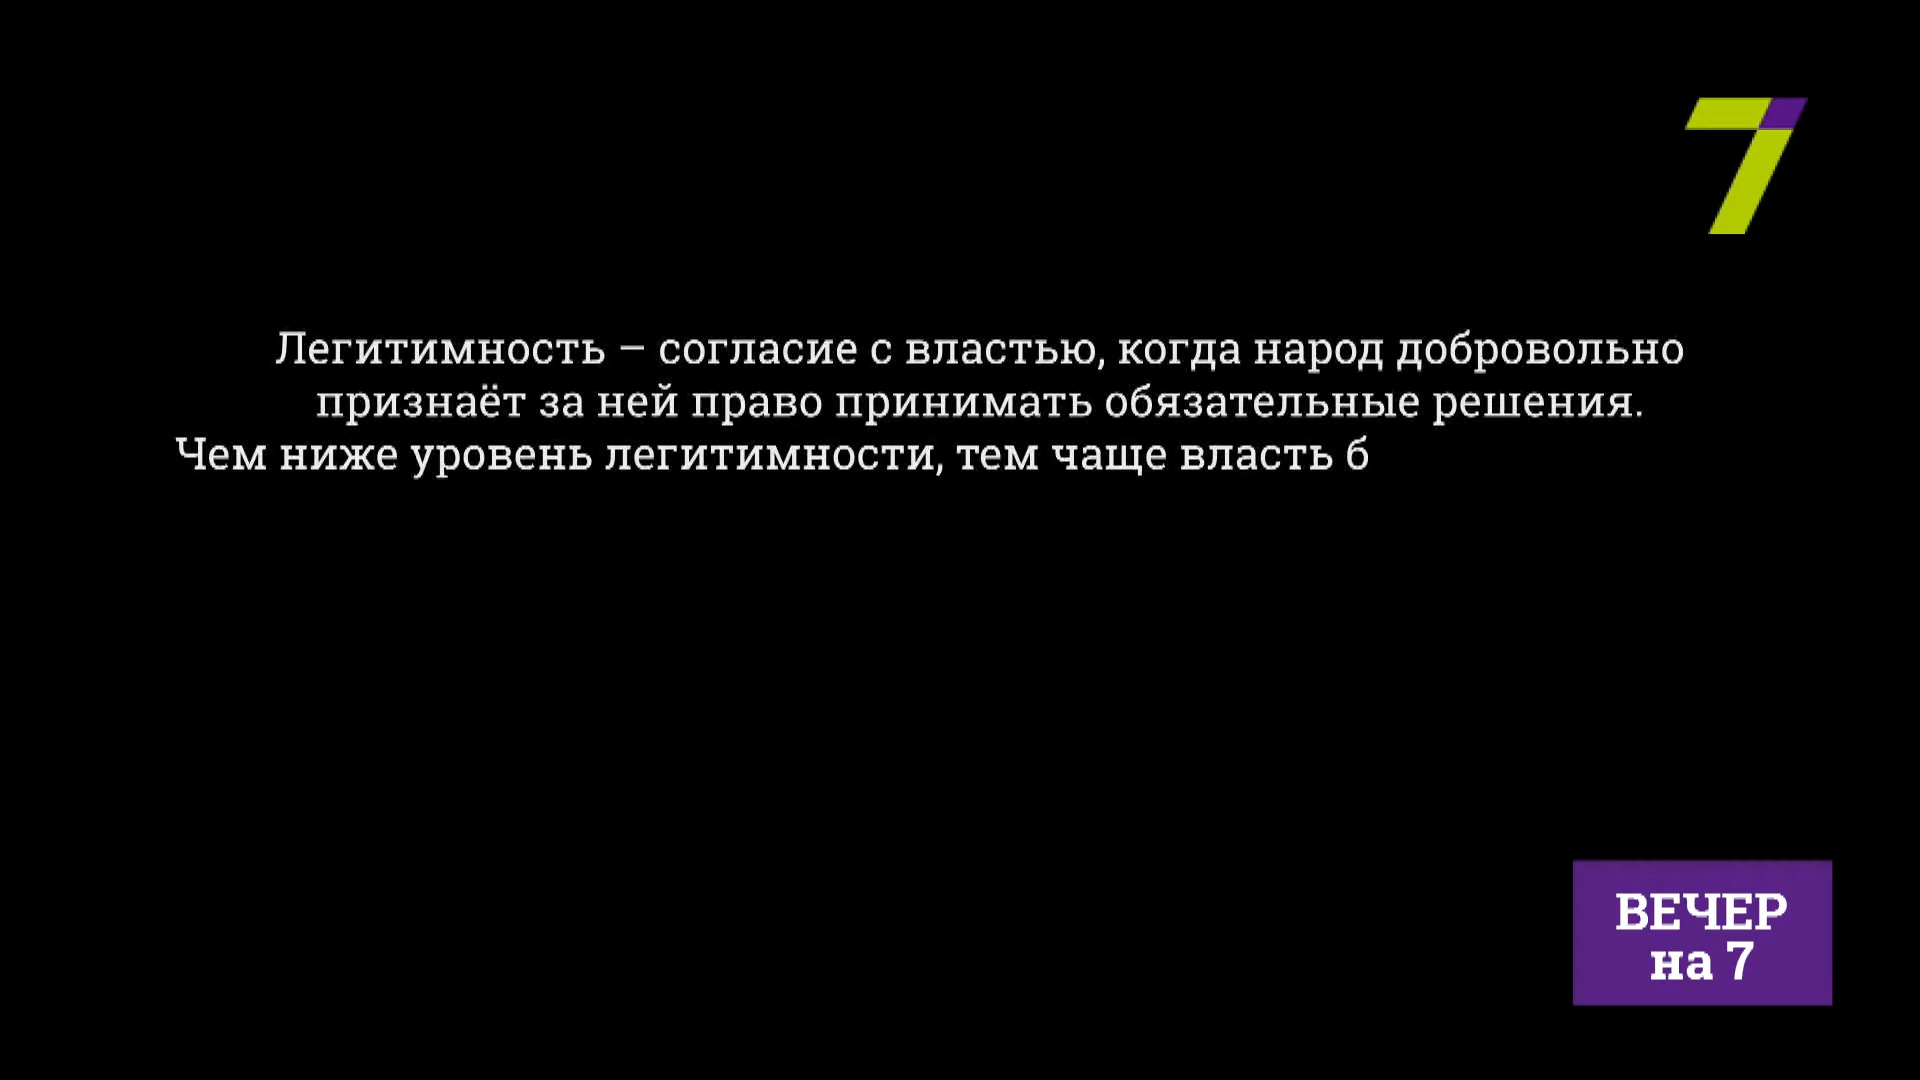 7
Легитимность – согласие с властью, когда народ добровольно
признаёт за ней право принимать обязательные решения.
Чем ниже уровень легитимности, тем чаще власть б
ВЕЧЕР
на 7